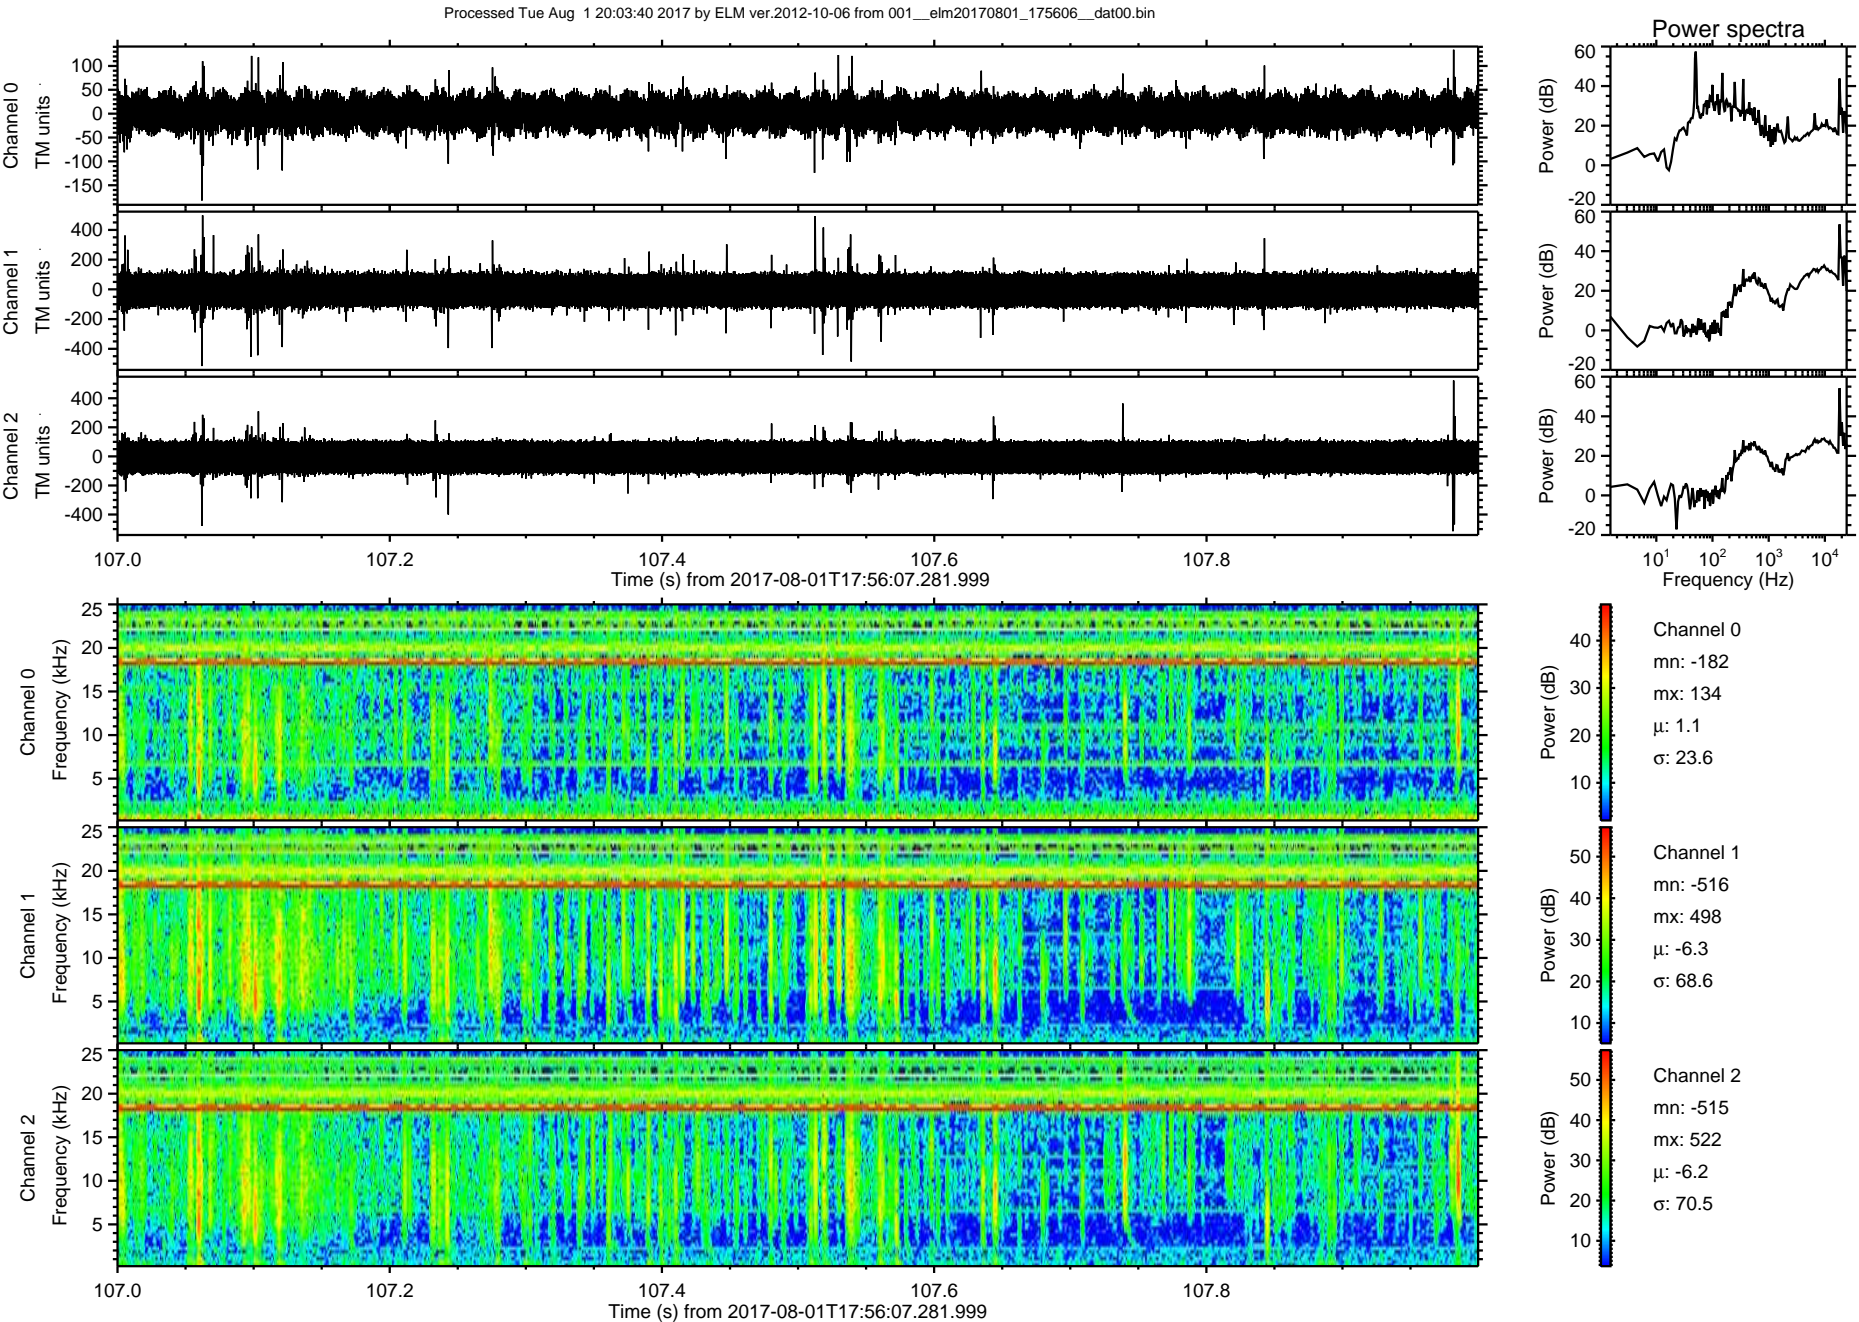 Processed Tue Aug 1 20:03:40 2017 by ELM ver.2012-10-06 from 001__elm20170801_175606__dat00.bin
Power spectra
Channel 0
TM units
100
50
0
-50
-100
-150
Power (dB)
60
40
20
0
-20
Channel 1
TM units
400
200
0
-200
-400
Power (dB)
60
40
20
0
-20
Channel 2
TM units
400
200
0
-200
-400
Power (dB)
60
40
20
0
-20
107.0 107.2 107.4 107.6 107.8
Time (s) from 2017-08-01T17:56:07.281.999
10¹ 10² 10³ 10⁴
Frequency (Hz)
Channel 0
Frequency (kHz)
25
20
15
10
5
Power (dB)
40
30
20
10
Channel 0
mn: -182
mx: 134
μ: 1.1
σ: 23.6
Channel 1
Frequency (kHz)
25
20
15
10
5
Power (dB)
50
40
30
20
10
Channel 1
mn: -516
mx: 498
μ: -6.3
σ: 68.6
Channel 2
Frequency (kHz)
25
20
15
10
5
Power (dB)
50
40
30
20
10
Channel 2
mn: -515
mx: 522
μ: -6.2
σ: 70.5
107.0 107.2 107.4 107.6 107.8
Time (s) from 2017-08-01T17:56:07.281.999